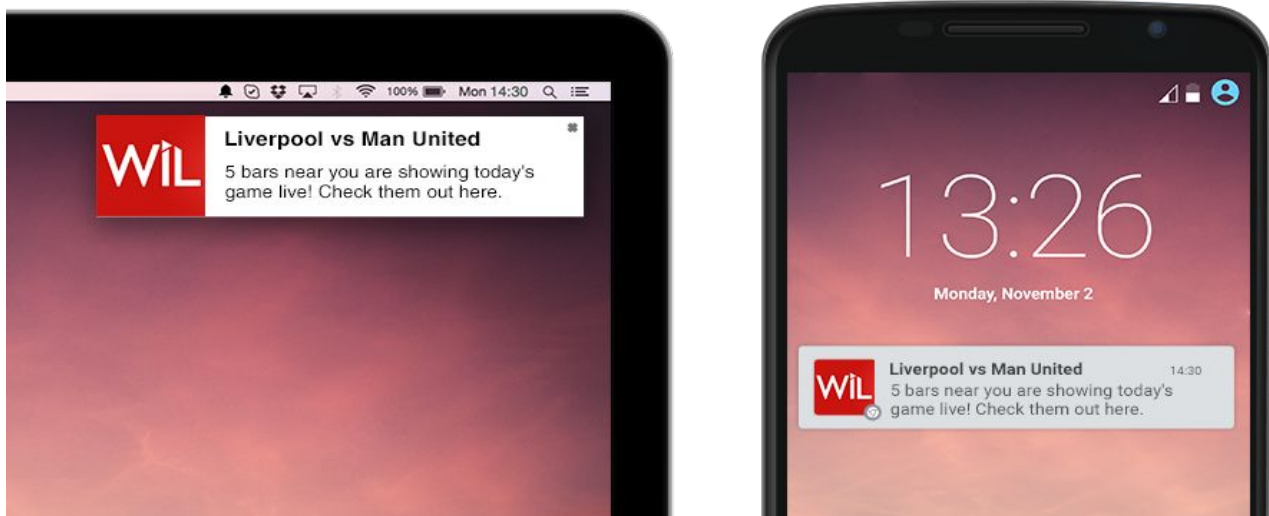 100% Mon 14:30
WiL
Liverpool vs Man United
5 bars near you are showing today's
game live! Check them out here.
13:26
Monday, November 2
WiL
Liverpool vs Man United 14:30
5 bars near you are showing today's
game live! Check them out here.